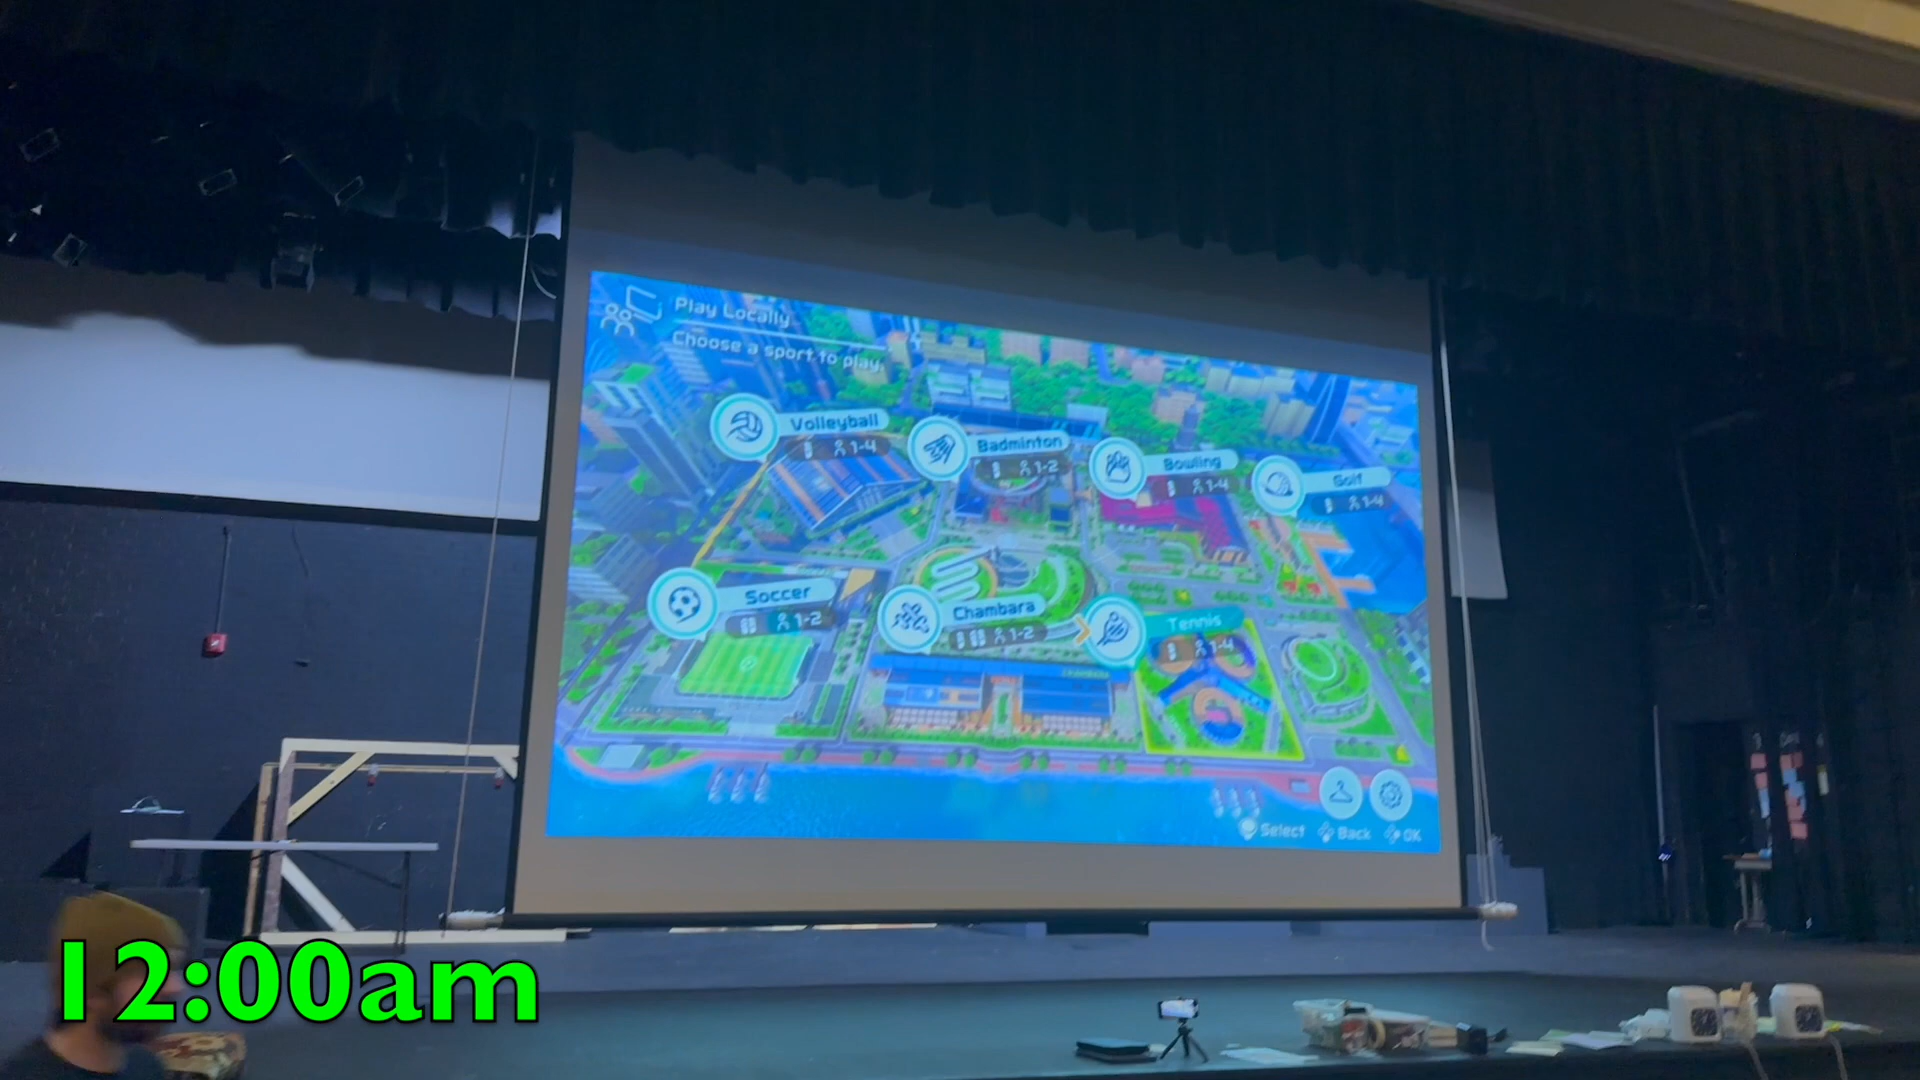 Play Locally
Choose a sport to play.
Volleyball
1-4
Badminton
1-2
Bowling
1-4
Golf
1-4
Soccer
1-2
Chambara
1-2
Tennis
1-4
Select Back OK
12:00am